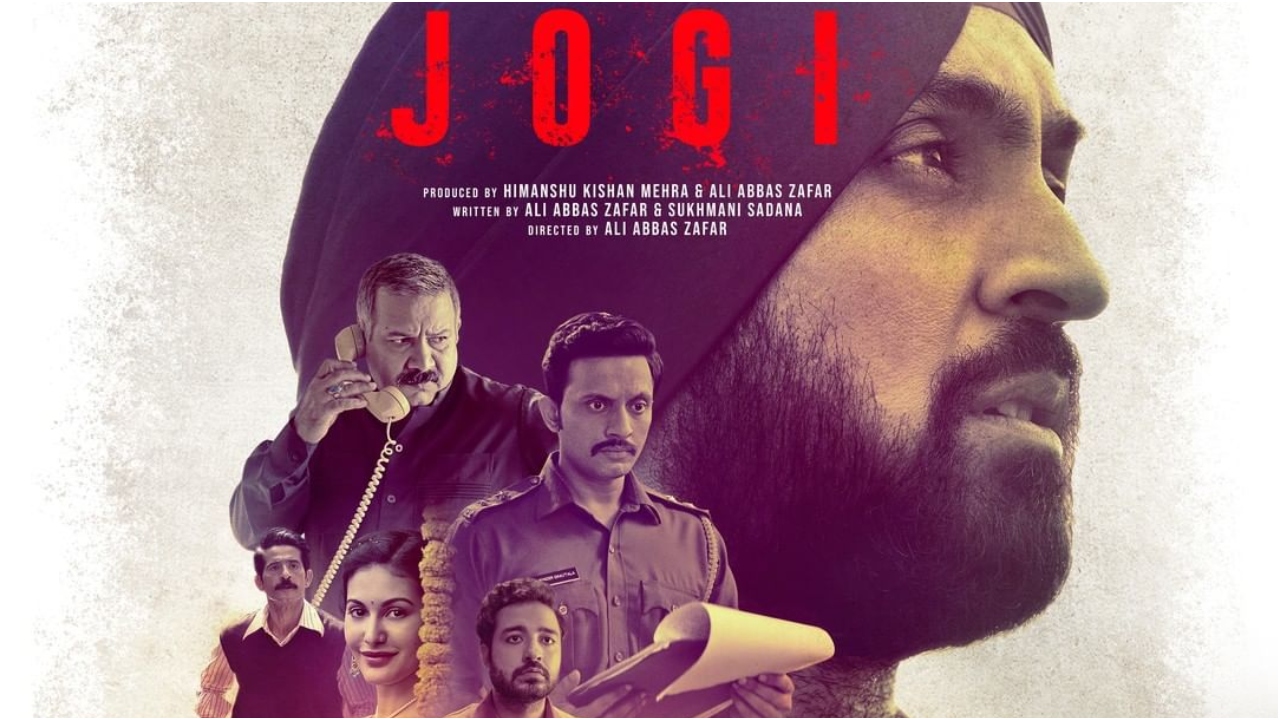 JOGI
PRODUCED BY HIMANSHU KISHAN MEHRA & ALI ABBAS ZAFAR
WRITTEN BY ALI ABBAS ZAFAR & SUKHMANI SADANA
DIRECTED BY ALI ABBAS ZAFAR